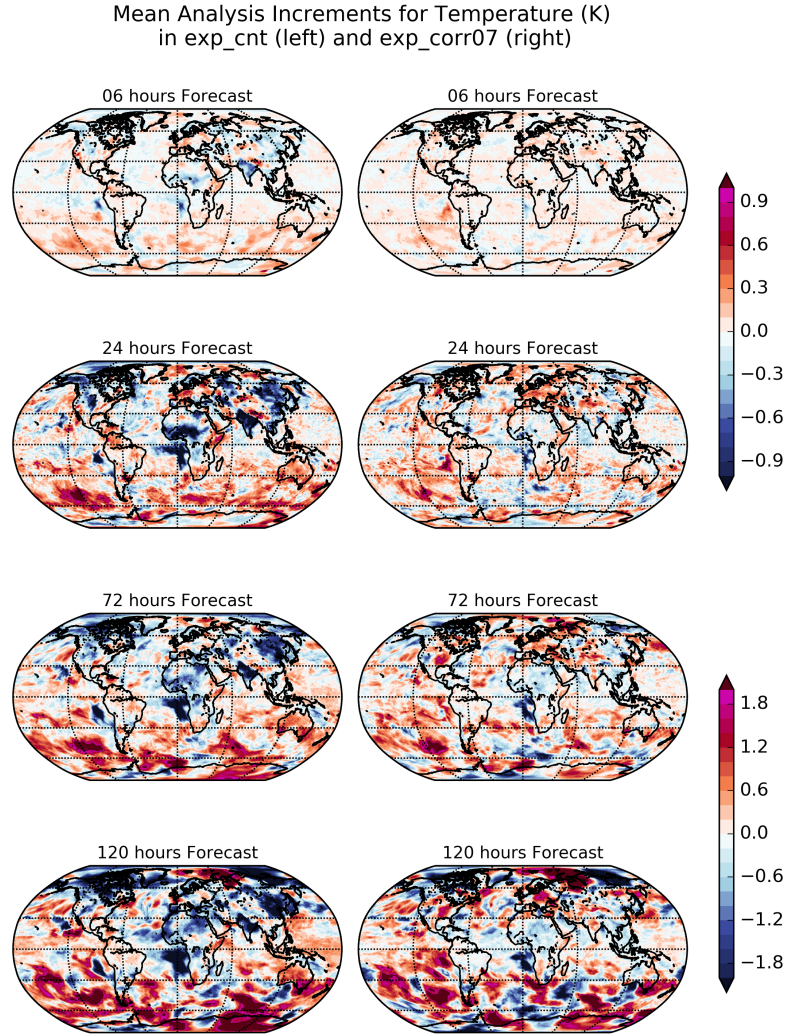 Mean Analysis Increments for Temperature (K)
in exp_cnt (left) and exp_corr07 (right)
06 hours Forecast
06 hours Forecast
0.9
0.6
0.3
0.0
−0.3
−0.6
−0.9
24 hours Forecast
24 hours Forecast
72 hours Forecast
72 hours Forecast
1.8
1.2
0.6
0.0
−0.6
−1.2
−1.8
120 hours Forecast
120 hours Forecast